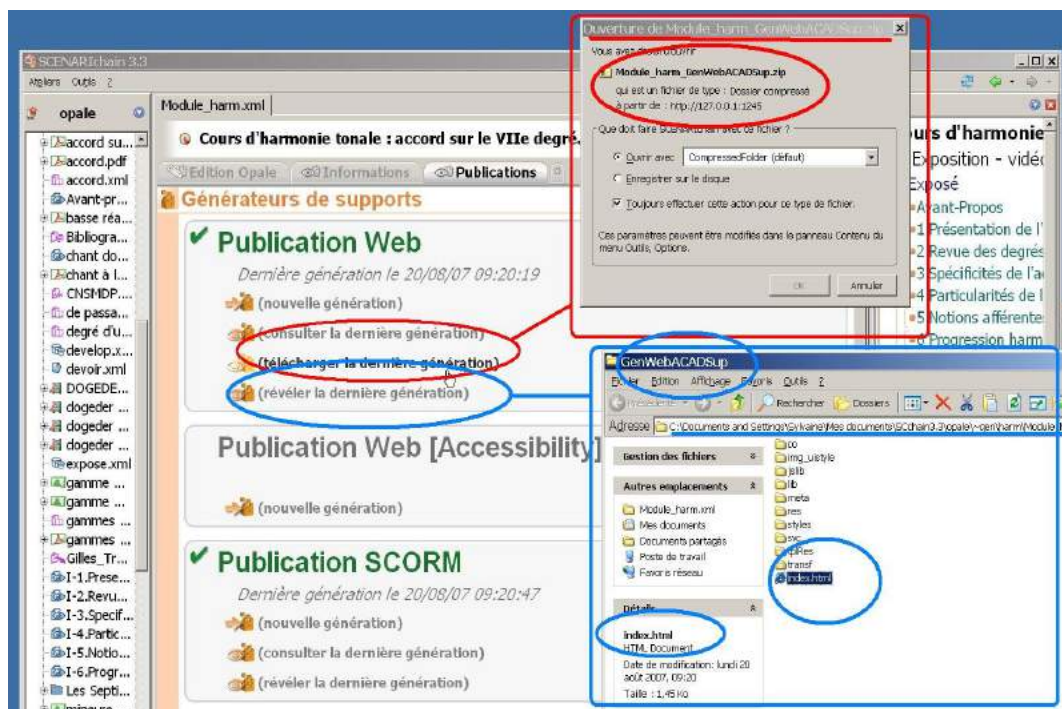 SCENARIchain 3.3
Ateliers Outils ?
opale
accord su...
accord.pdf
accord.xml
Avant-pr...
basse réa...
Bibliogra...
chant do...
chant à l...
CNSMDP....
de passa...
degré d'u...
develop.x...
devoir.xml
DOGEDE...
dogeder ...
dogeder ...
dogeder ...
expose.xml
gamme ...
gamme ...
gammes ...
gammes ...
Gilles_Tr...
I-1.Prese...
I-2.Revu...
I-3.Specif...
I-4.Partic...
I-5.Notio...
I-6.Progr...
Les Septi...
mineure
Module_harm.xml
Cours d'harmonie tonale : accord sur le VIIe degré.
Edition Opale Informations Publications
Générateurs de supports
Publication Web
Dernière génération le 20/08/07 09:20:19
(nouvelle génération)
(consulter la dernière génération)
(télécharger la dernière génération)
(révéler la dernière génération)
Publication Web [Accessibility]
(nouvelle génération)
Publication SCORM
Dernière génération le 20/08/07 09:20:47
(nouvelle génération)
(consulter la dernière génération)
(révéler la dernière génération)
Ouverture de Module_harm_GenWebACADSup.zip
Vous avez choisi d'ouvrir
Module_harm_GenWebACADSup.zip
qui est un fichier de type : Dossier compressé
à partir de : http://127.0.0.1:1245
Que doit faire SCENARIchain avec ce fichier ?
Ouvrir avec CompressedFolder (défaut)
Enregistrer sur le disque
Toujours effectuer cette action pour ce type de fichier.
Ces paramètres peuvent être modifiés dans le panneau Contenu du
menu Outils, Options.
OK Annuler
urs d'harmonie
Exposition - vidéo
Exposé
Avant-Propos
1 Présentation de l'
2 Revue des degrés
3 Spécificités de l'a
4 Particularités de l
5 Notions afférente
6 Progression harm
GenWebACADSup
Fichier Edition Affichage Favoris Outils ?
Précédente Rechercher Dossiers
Adresse C:\Documents and Settings\Sylvaine\Mes documents\SCchain3.3\opale\~gen\harm\Module_
Gestion des fichiers
Autres emplacements
Module_harm.xml
Mes documents
Documents partagés
Poste de travail
Favoris réseau
Détails
index.html
HTML Document
Date de modification: lundi 20
août 2007, 09:20
Taille : 1,45 Ko
co
img_uistyle
jslib
lib
meta
res
styles
svc
tplRes
transf
index.html